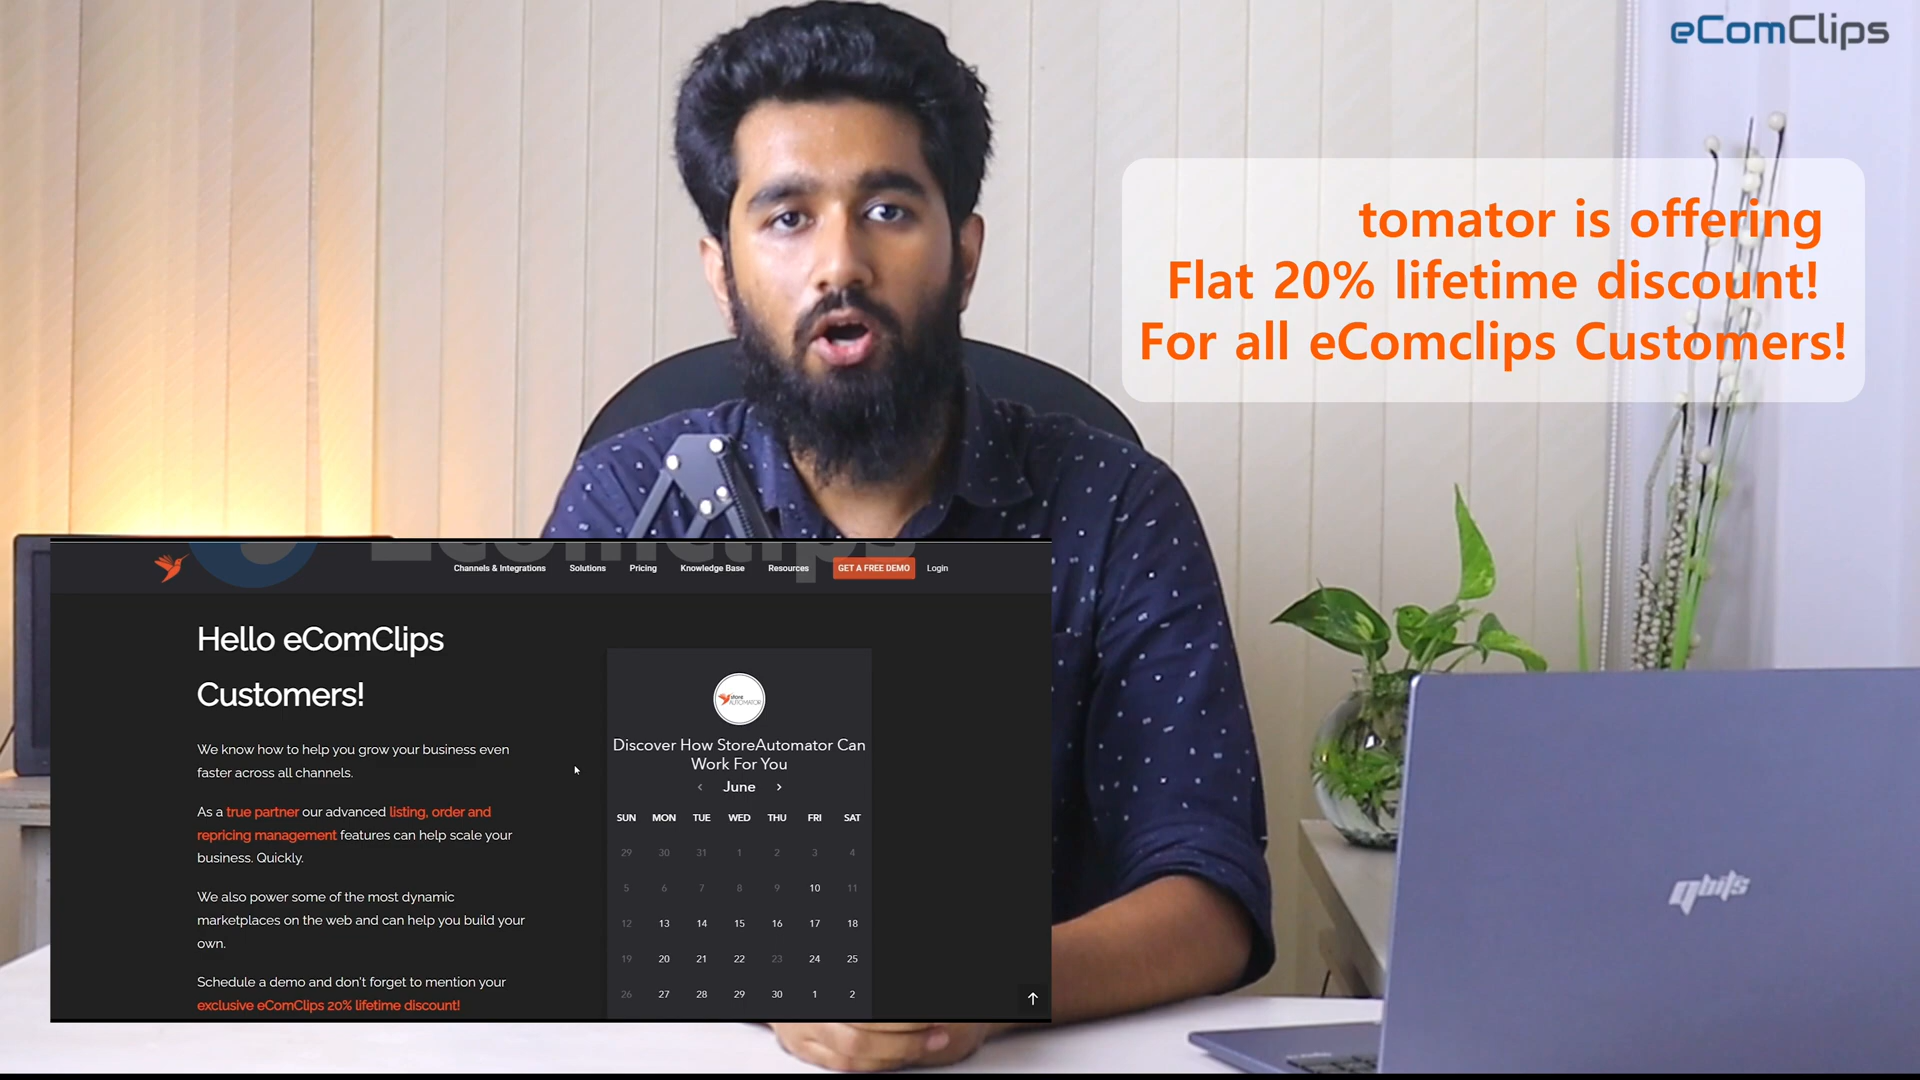 eComClips
tomator is offering
Flat 20% lifetime discount!
For all eComclips Customers!
Ecomclips
Channels & Integrations Solutions Pricing Knowledge Base Resources GET A FREE DEMO Login
Hello eComClips
Customers!
We know how to help you grow your business even
faster across all channels.
As a true partner our advanced listing, order and
repricing management features can help scale your
business. Quickly.
We also power some of the most dynamic
marketplaces on the web and can help you build your
own.
Schedule a demo and don't forget to mention your
exclusive eComClips 20% lifetime discount!
store
AUTOMATOR
Discover How StoreAutomator Can
Work For You
‹ June ›
SUN MON TUE WED THU FRI SAT
29 30 31 1 2 3 4
5 6 7 8 9 10 11
12 13 14 15 16 17 18
19 20 21 22 23 24 25
26 27 28 29 30 1 2
qbits